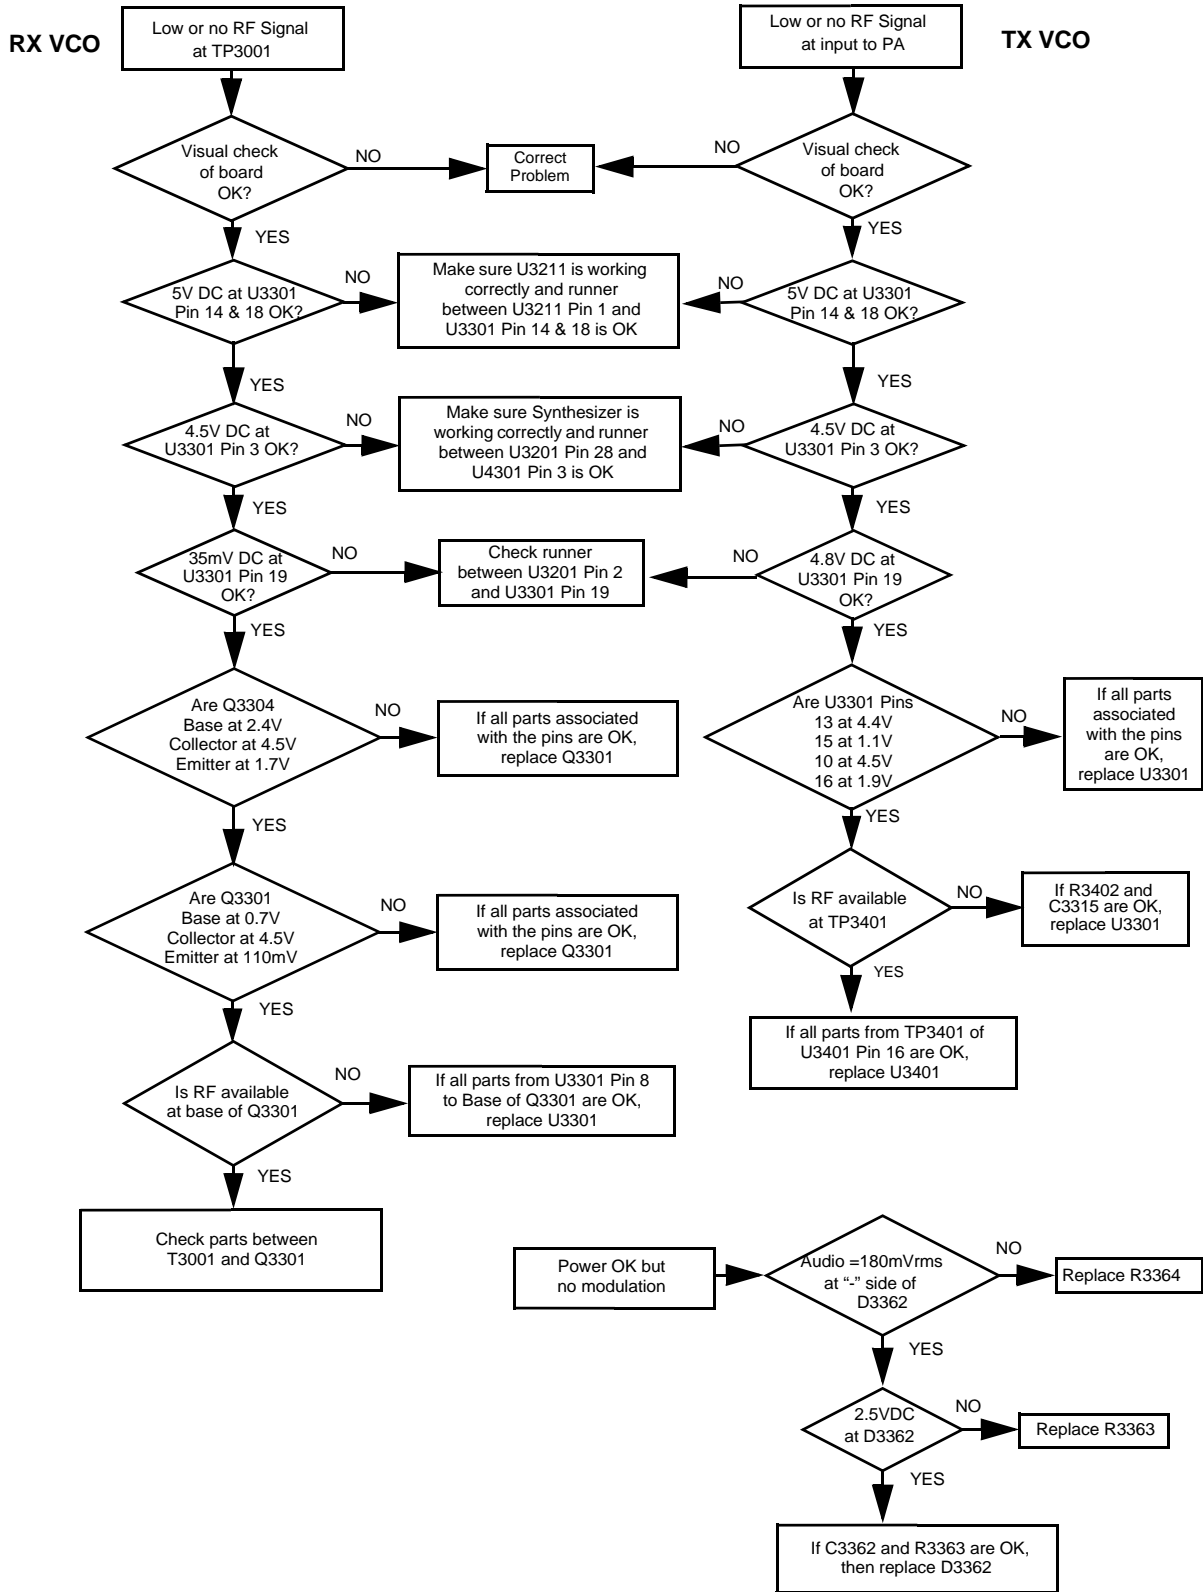 RX VCO
Low or no RF Signal
at TP3001
Low or no RF Signal
at input to PA
TX VCO
Visual check
of board
OK?
NO
Correct
Problem
NO
Visual check
of board
OK?
YES
YES
5V DC at U3301
Pin 14 & 18 OK?
NO
Make sure U3211 is working
correctly and runner
between U3211 Pin 1 and
U3301 Pin 14 & 18 is OK
NO
5V DC at U3301
Pin 14 & 18 OK?
YES
YES
4.5V DC at
U3301 Pin 3 OK?
NO
Make sure Synthesizer is
working correctly and runner
between U3201 Pin 28 and
U4301 Pin 3 is OK
NO
4.5V DC at
U3301 Pin 3 OK?
YES
YES
35mV DC at
U3301 Pin 19
OK?
NO
Check runner
between U3201 Pin 2
and U3301 Pin 19
NO
4.8V DC at
U3301 Pin 19
OK?
YES
YES
Are Q3304
Base at 2.4V
Collector at 4.5V
Emitter at 1.7V
NO
If all parts associated
with the pins are OK,
replace Q3301
Are U3301 Pins
13 at 4.4V
15 at 1.1V
10 at 4.5V
16 at 1.9V
NO
If all parts
associated
with the pins
are OK,
replace U3301
YES
YES
Are Q3301
Base at 0.7V
Collector at 4.5V
Emitter at 110mV
NO
If all parts associated
with the pins are OK,
replace Q3301
Is RF available
at TP3401
NO
If R3402 and
C3315 are OK,
replace U3301
YES
YES
Is RF available
at base of Q3301
NO
If all parts from U3301 Pin 8
to Base of Q3301 are OK,
replace U3301
If all parts from TP3401 of
U3401 Pin 16 are OK,
replace U3401
YES
Check parts between
T3001 and Q3301
Power OK but
no modulation
Audio =180mVrms
at “-” side of
D3362
NO
Replace R3364
YES
2.5VDC
at D3362
NO
Replace R3363
YES
If C3362 and R3363 are OK,
then replace D3362